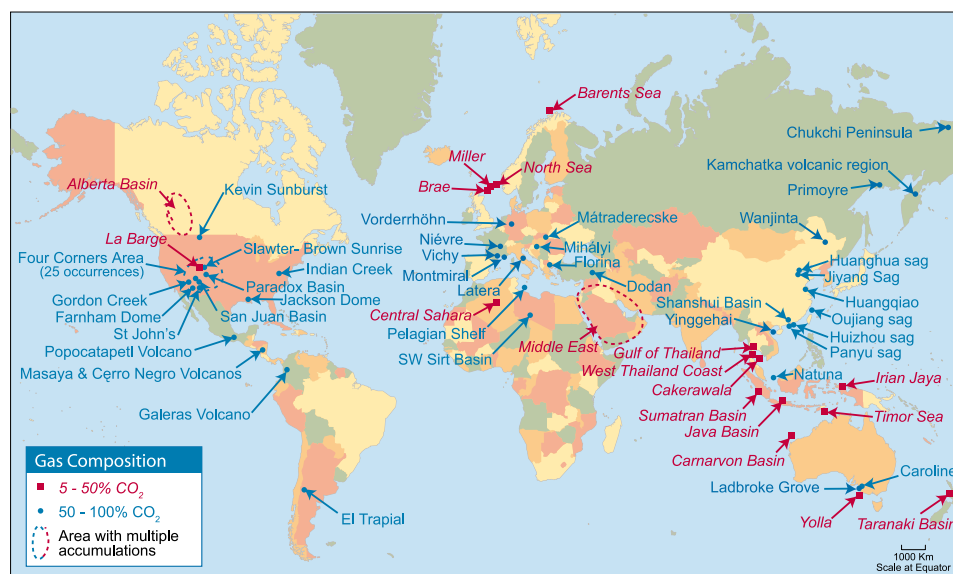 Barents Sea
Chukchi Peninsula
Miller
North Sea
Kamchatka volcanic region
Alberta Basin
Kevin Sunburst
Brae
Primoyre
Vorderrhöhn
Mátraderecske
Wanjinta
La Barge
Slawter- Brown Sunrise
Niévre
Mihályi
Huanghua sag
Four Corners Area
(25 occurrences)
Indian Creek
Vichy
Florina
Jiyang Sag
Paradox Basin
Montmiral
Gordon Creek
Jackson Dome
Latera
Dodan
Huangqiao
Farnham Dome
San Juan Basin
Central Sahara
Shanshui Basin
Oujiang sag
St John's
Pelagian Shelf
Yinggehai
Huizhou sag
Popocatapetl Volcano
SW Sirt Basin
Middle East
Gulf of Thailand
Panyu sag
Masaya & Cęrro Negro Volcanos
West Thailand Coast
Natuna
Cakerawala
Irian Jaya
Galeras Volcano
Sumatran Basin
Timor Sea
Java Basin
Carnarvon Basin
Caroline
Ladbroke Grove
El Trapial
Yolla
Taranaki Basin
Gas Composition
5 - 50% CO2
50 - 100% CO2
Area with multiple
accumulations
1000 Km
Scale at Equator